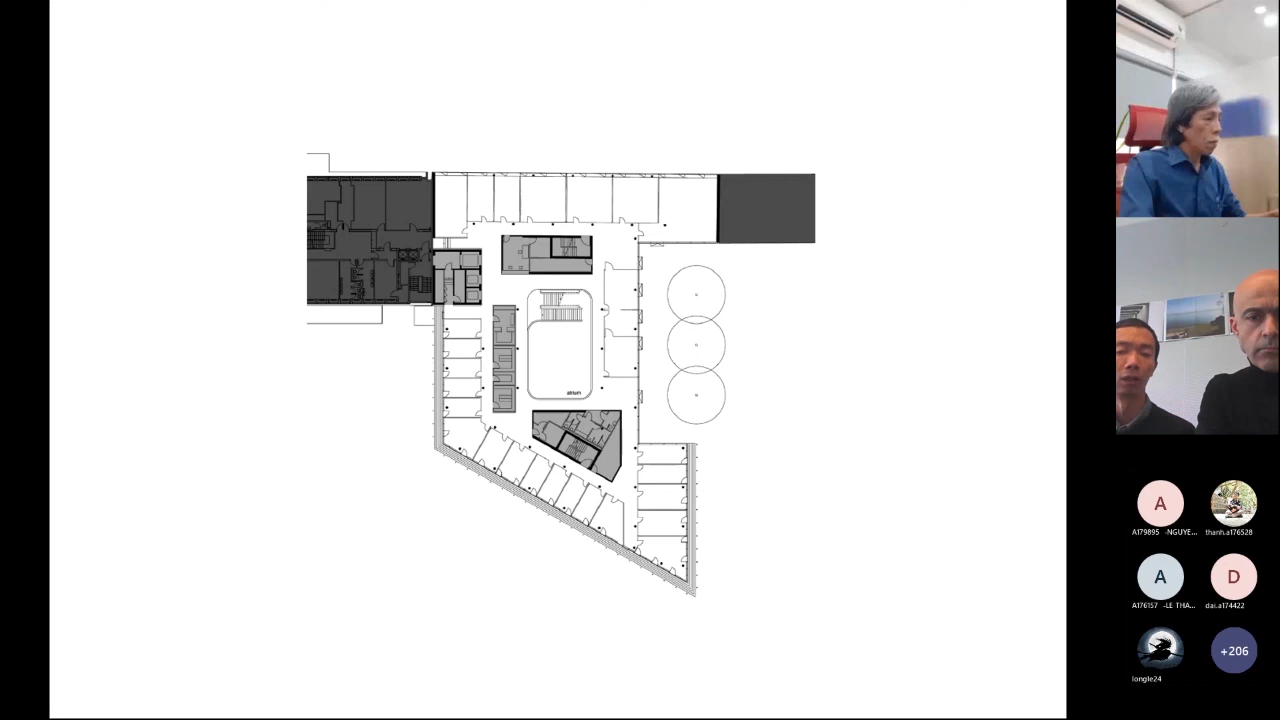 atrium
A
A179895 -NGUYE...
thanh.a176528
A
D
A176157 -LE THA...
dai.a174422
+206
longle24